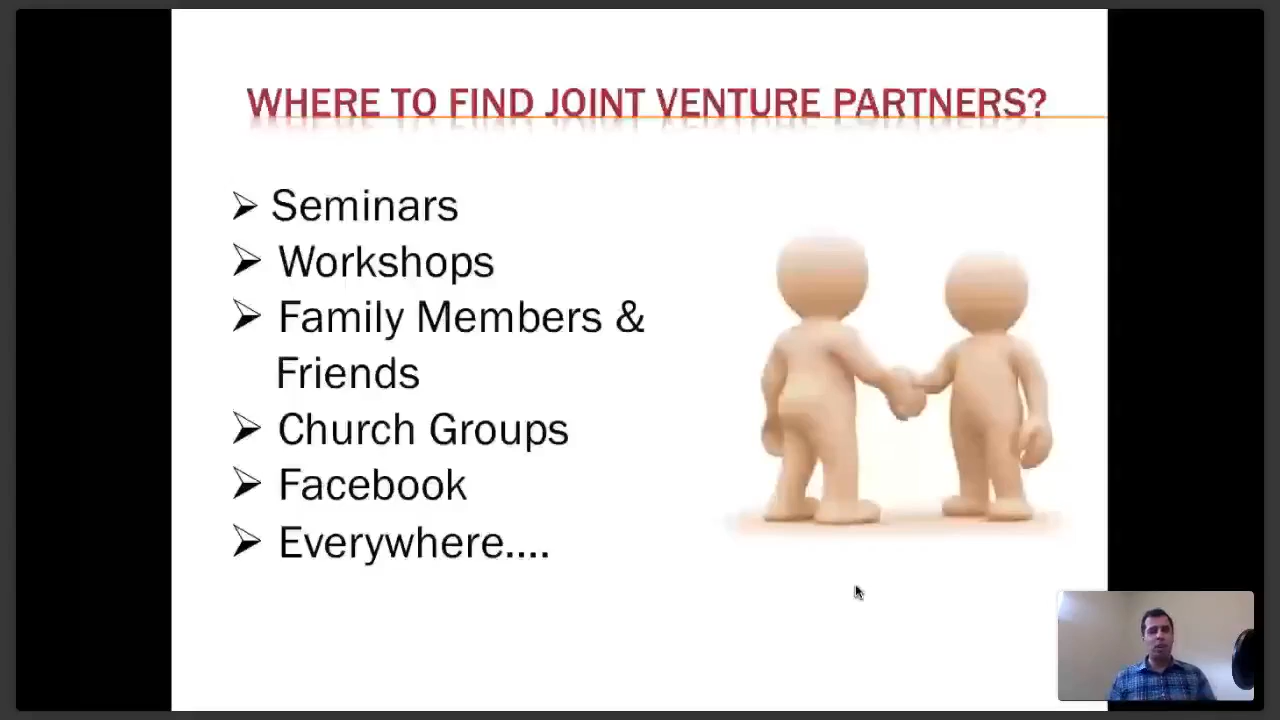 WHERE TO FIND JOINT VENTURE PARTNERS?
Seminars
Workshops
Family Members &
Friends
Church Groups
Facebook
Everywhere....